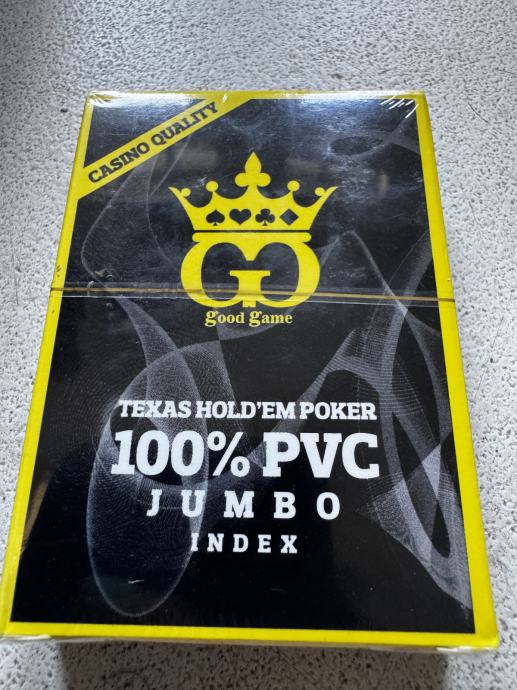 CASINO QUALITY
GG
good game
TEXAS HOLD'EM POKER
100% PVC
JUMBO
INDEX